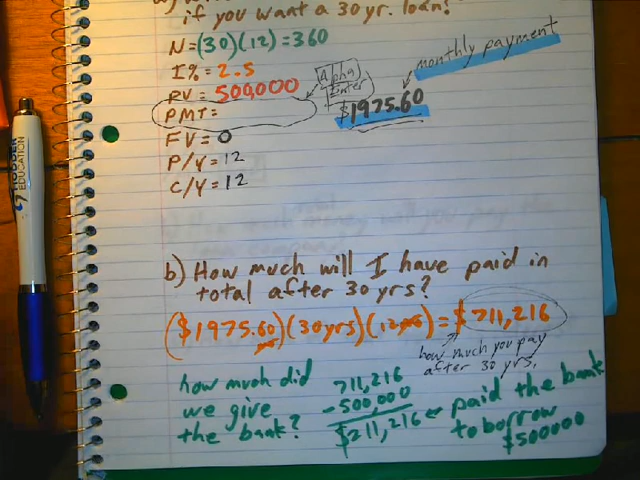 if you want a 30 yr. loan?
N=(30)(12)=360
I%=2.5
PV=500,000
PMT=
alpha
Enter
$1975.60
monthly payment
FV=0
P/Y=12
C/Y=12
b) How much will I have paid in
total after 30 yrs?
($1975.60)(30yrs)(12)=$711,216
how much you pay
after 30 yrs.
how much did
we give
the bank?
711,216
-500,000
$211,216 ← paid the bank
to borrow
$500000
HODDER
EDUCATION